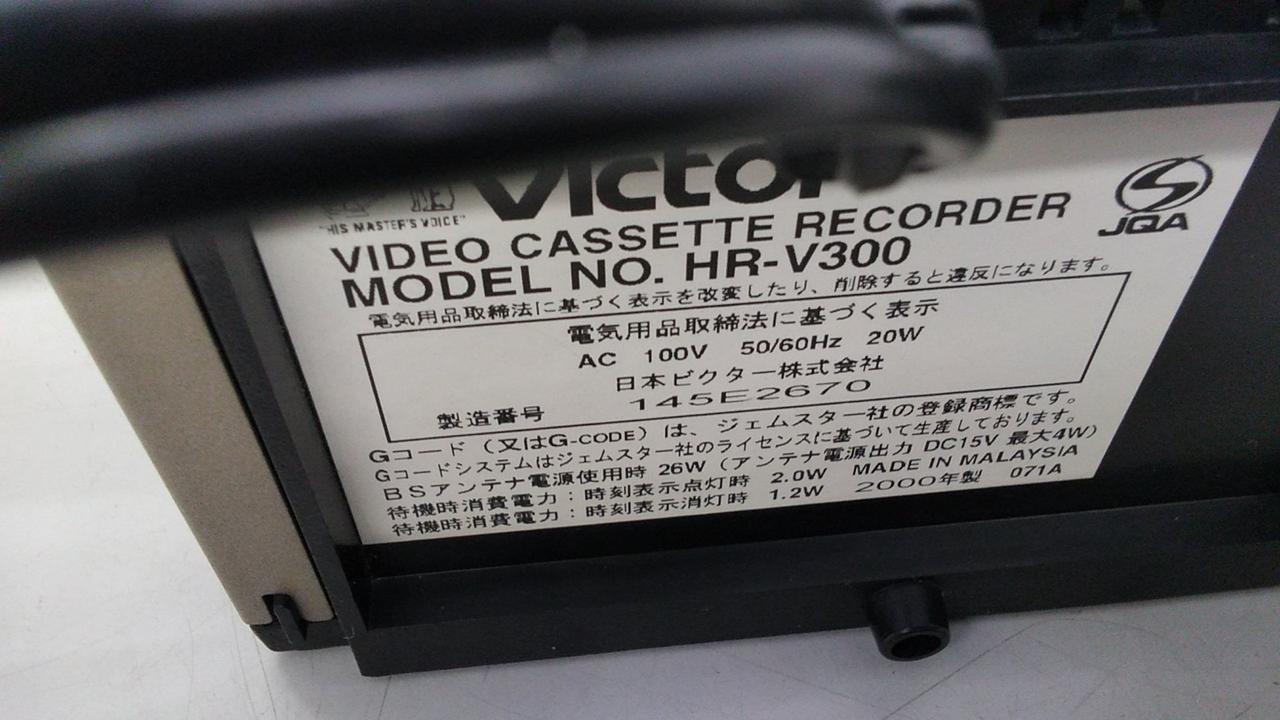 Victor
"HIS MASTER'S VOICE"
JQA
VIDEO CASSETTE RECORDER
MODEL NO. HR-V300
電気用品取締法に基づく表示を改変したり、削除すると違反になります。
電気用品取締法に基づく表示
AC 100V 50/60Hz 20W
日本ビクター株式会社
製造番号 145E2670
Gコード（又はG-CODE）は、ジェムスター社の登録商標です。
Gコードシステムはジェムスター社のライセンスに基づいて生産しております。
BSアンテナ電源使用時 26W（アンテナ電源出力 DC15V 最大4W）
待機時消費電力：時刻表示点灯時 2.0W MADE IN MALAYSIA
待機時消費電力：時刻表示消灯時 1.2W 2000年製 071A